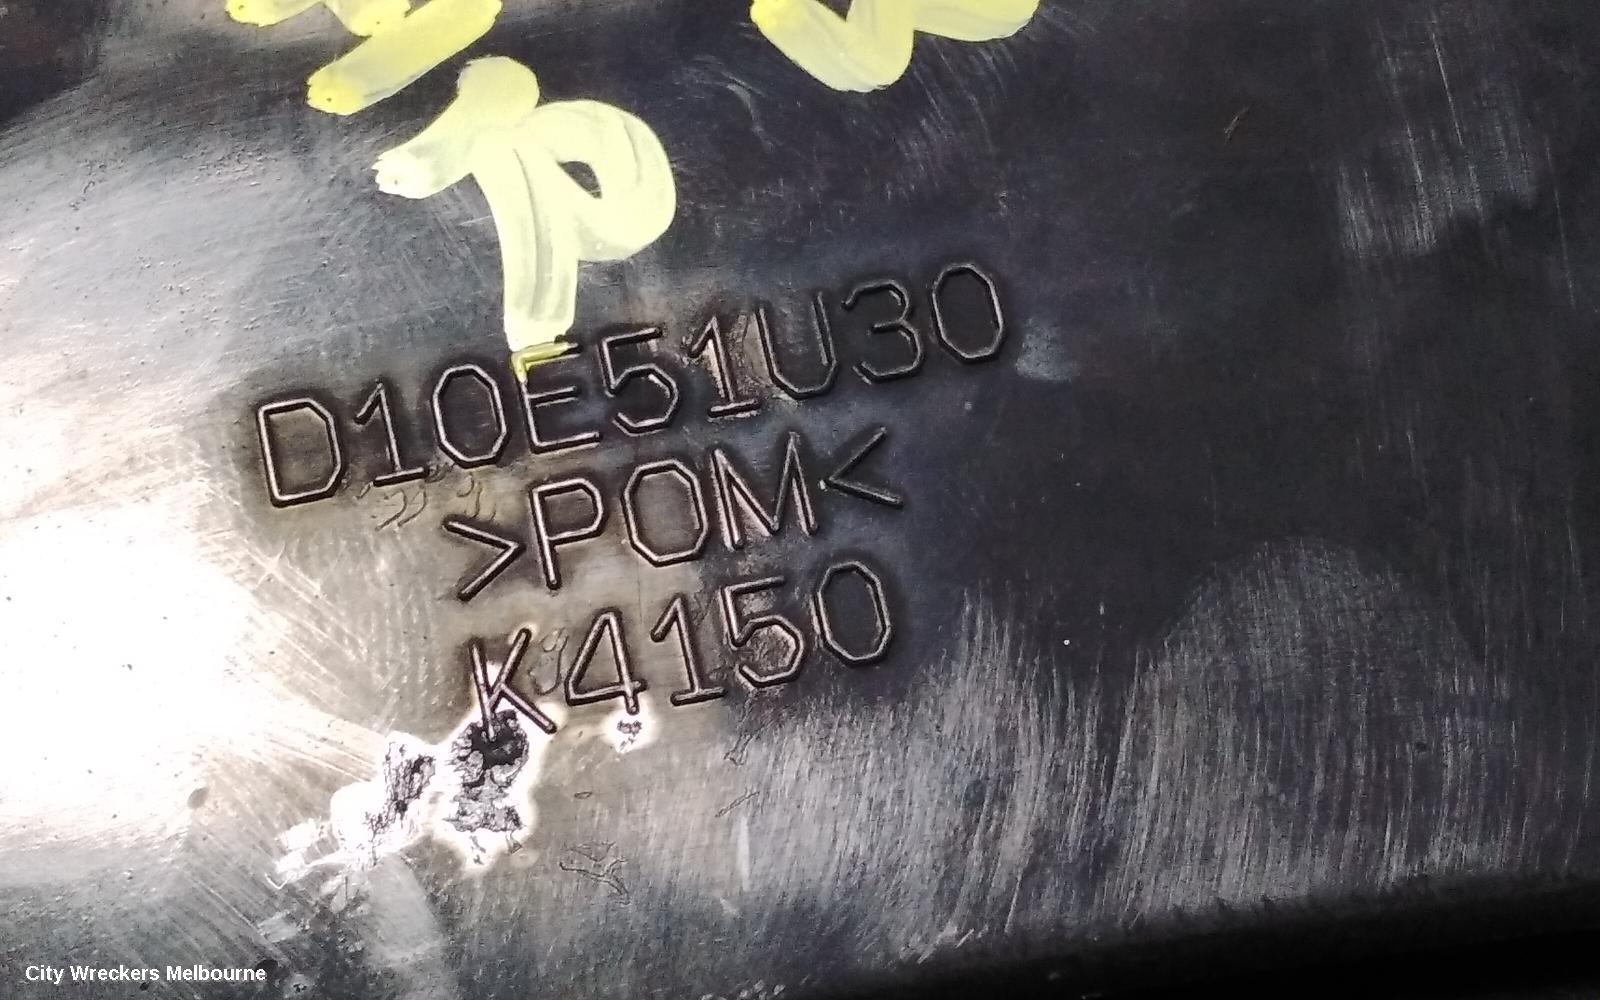 D10E51U30
>POM<
K4150
City Wreckers Melbourne